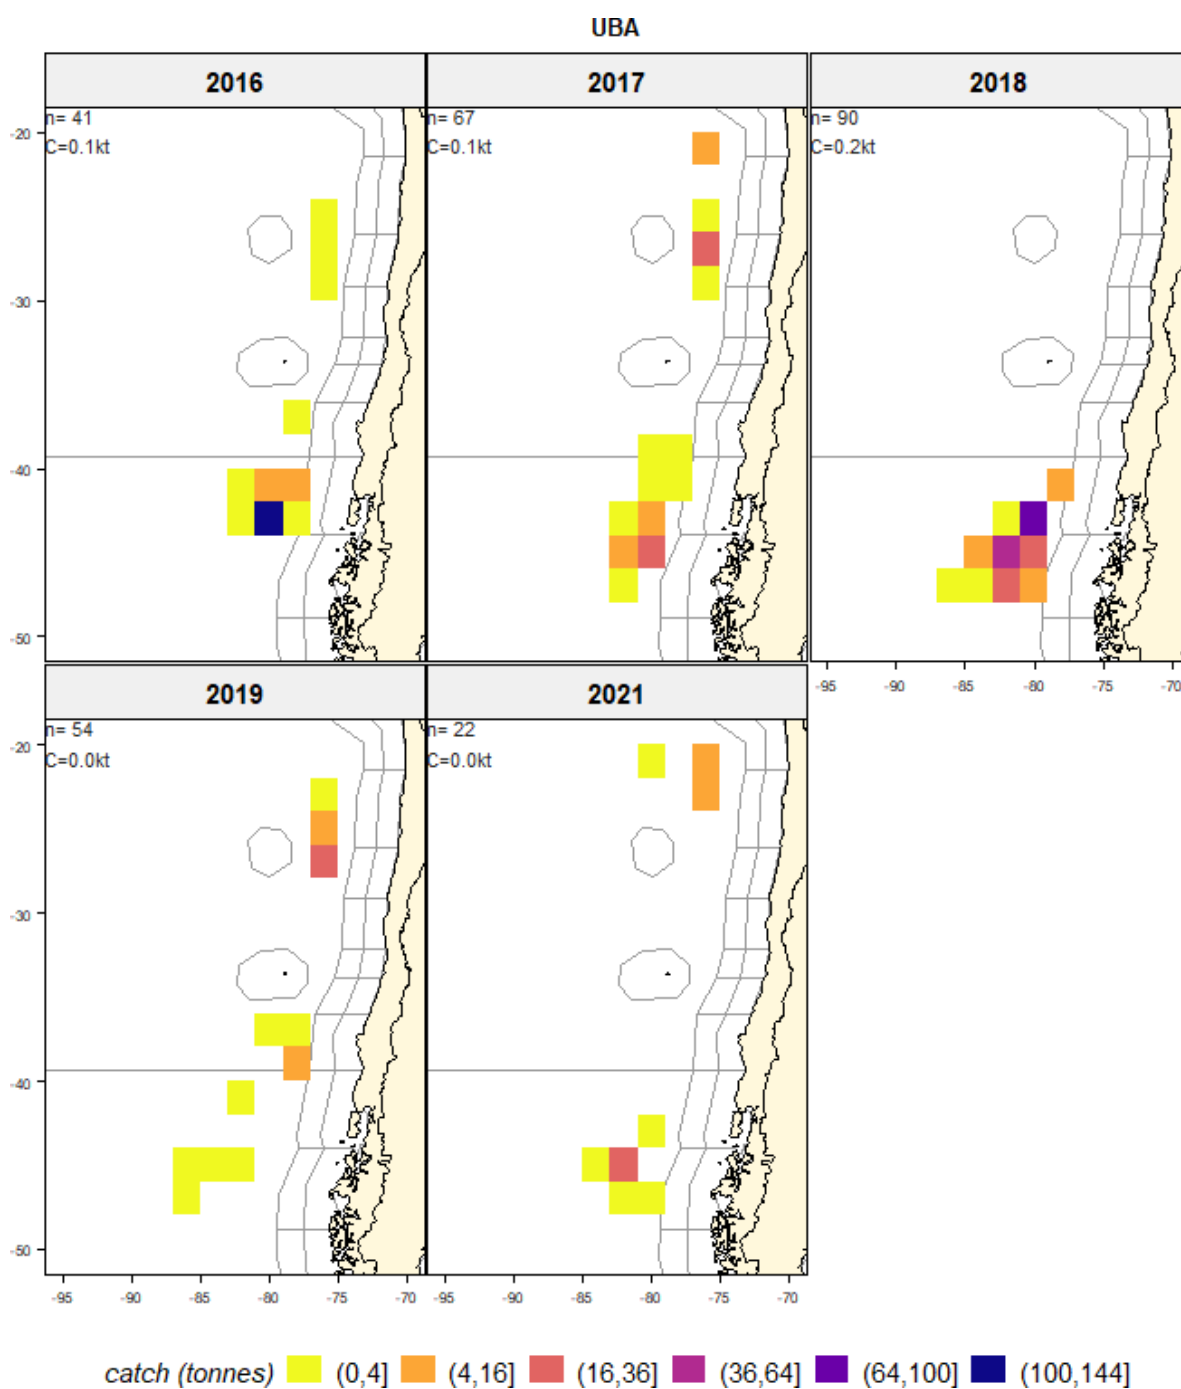 UBA
2016
2017
2018
n= 41
C=0.1kt
n= 67
C=0.1kt
n= 90
C=0.2kt
-20
-30
-40
-50
-95
-90
-85
-80
-75
-70
2019
2021
n= 54
C=0.0kt
n= 22
C=0.0kt
-20
-30
-40
-50
-95
-90
-85
-80
-75
-70
-95
-90
-85
-80
-75
-70
catch (tonnes) (0,4] (4,16] (16,36] (36,64] (64,100] (100,144]